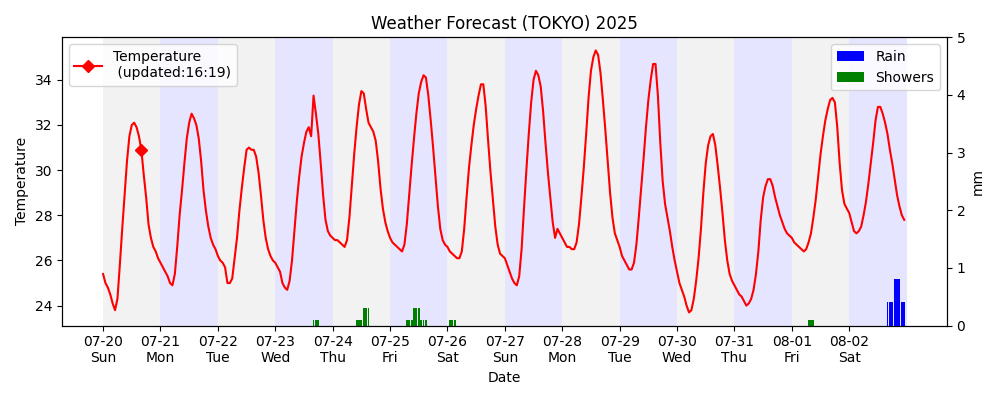 Weather Forecast (TOKYO) 2025
Temperature
(updated:16:19)
Rain
Showers
Temperature
34
32
30
28
26
24
5
4
3
2
1
0
mm
07-20 07-21 07-22 07-23 07-24 07-25 07-26 07-27 07-28 07-29 07-30 07-31 08-01 08-02
Sun Mon Tue Wed Thu Fri Sat Sun Mon Tue Wed Thu Fri Sat
Date